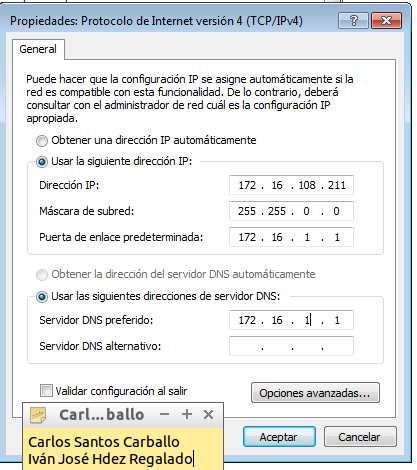 Propiedades: Protocolo de Internet versión 4 (TCP/IPv4)
General
Puede hacer que la configuración IP se asigne automáticamente si la
red es compatible con esta funcionalidad. De lo contrario, deberá
consultar con el administrador de red cuál es la configuración IP
apropiada.
Obtener una dirección IP automáticamente
Usar la siguiente dirección IP:
Dirección IP: 172 . 16 . 108 . 211
Máscara de subred: 255 . 255 . 0 . 0
Puerta de enlace predeterminada: 172 . 16 . 1 . 1
Obtener la dirección del servidor DNS automáticamente
Usar las siguientes direcciones de servidor DNS:
Servidor DNS preferido: 172 . 16 . 1 . 1
Servidor DNS alternativo: . . .
Validar configuración al salir
Opciones avanzadas...
Carl...ballo
Carlos Santos Carballo
Iván José Hdez Regalado
Aceptar Cancelar